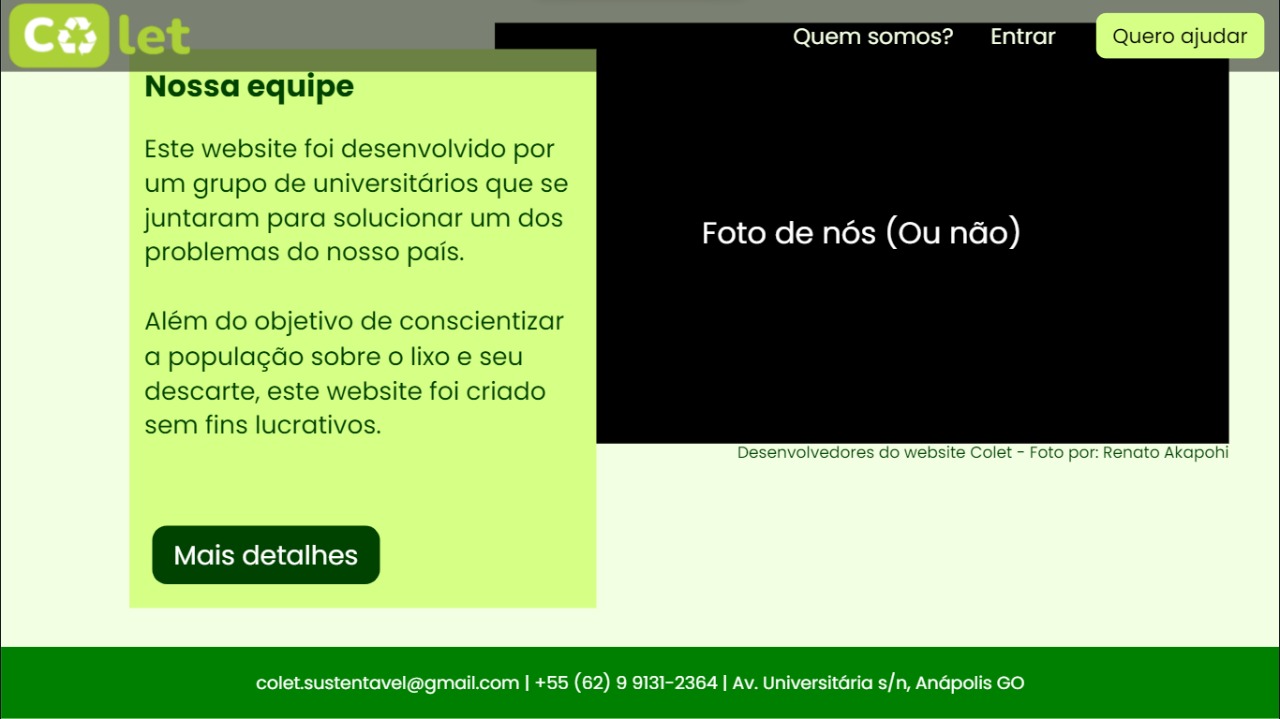 Colet
Quem somos?
Entrar
Quero ajudar
Nossa equipe
Este website foi desenvolvido por
um grupo de universitários que se
juntaram para solucionar um dos
problemas do nosso país.
Além do objetivo de conscientizar
a população sobre o lixo e seu
descarte, este website foi criado
sem fins lucrativos.
Mais detalhes
Foto de nós (Ou não)
Desenvolvedores do website Colet - Foto por: Renato Akapohi
colet.sustentavel@gmail.com | +55 (62) 9 9131-2364 | Av. Universitária s/n, Anápolis GO